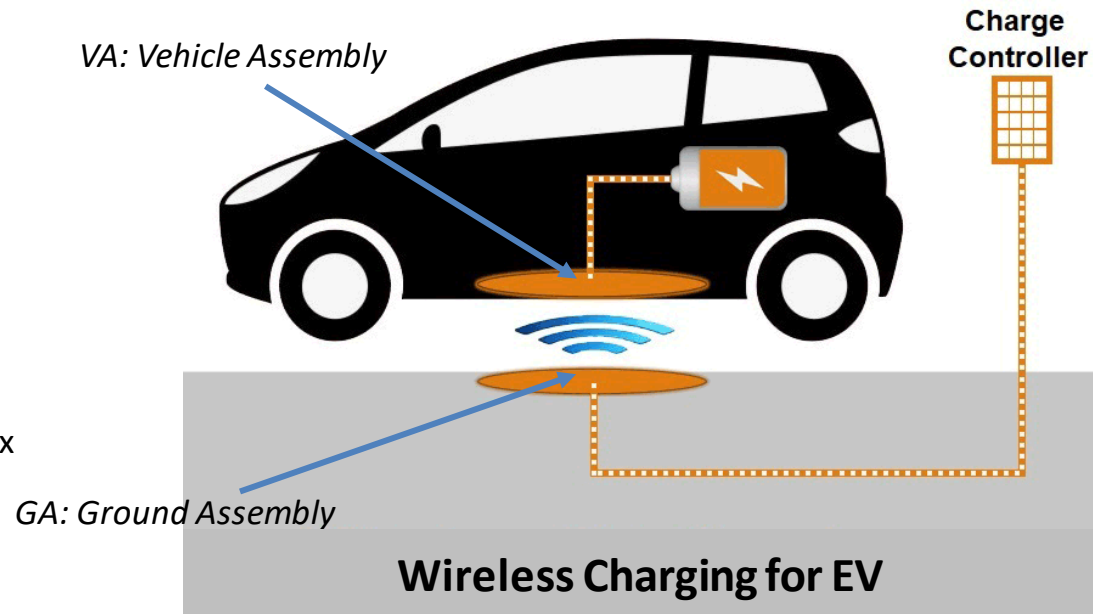 Charge
Controller
VA: Vehicle Assembly
x
GA: Ground Assembly
Wireless Charging for EV